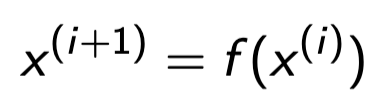 x^{(i+1)} = f(x^{(i)})